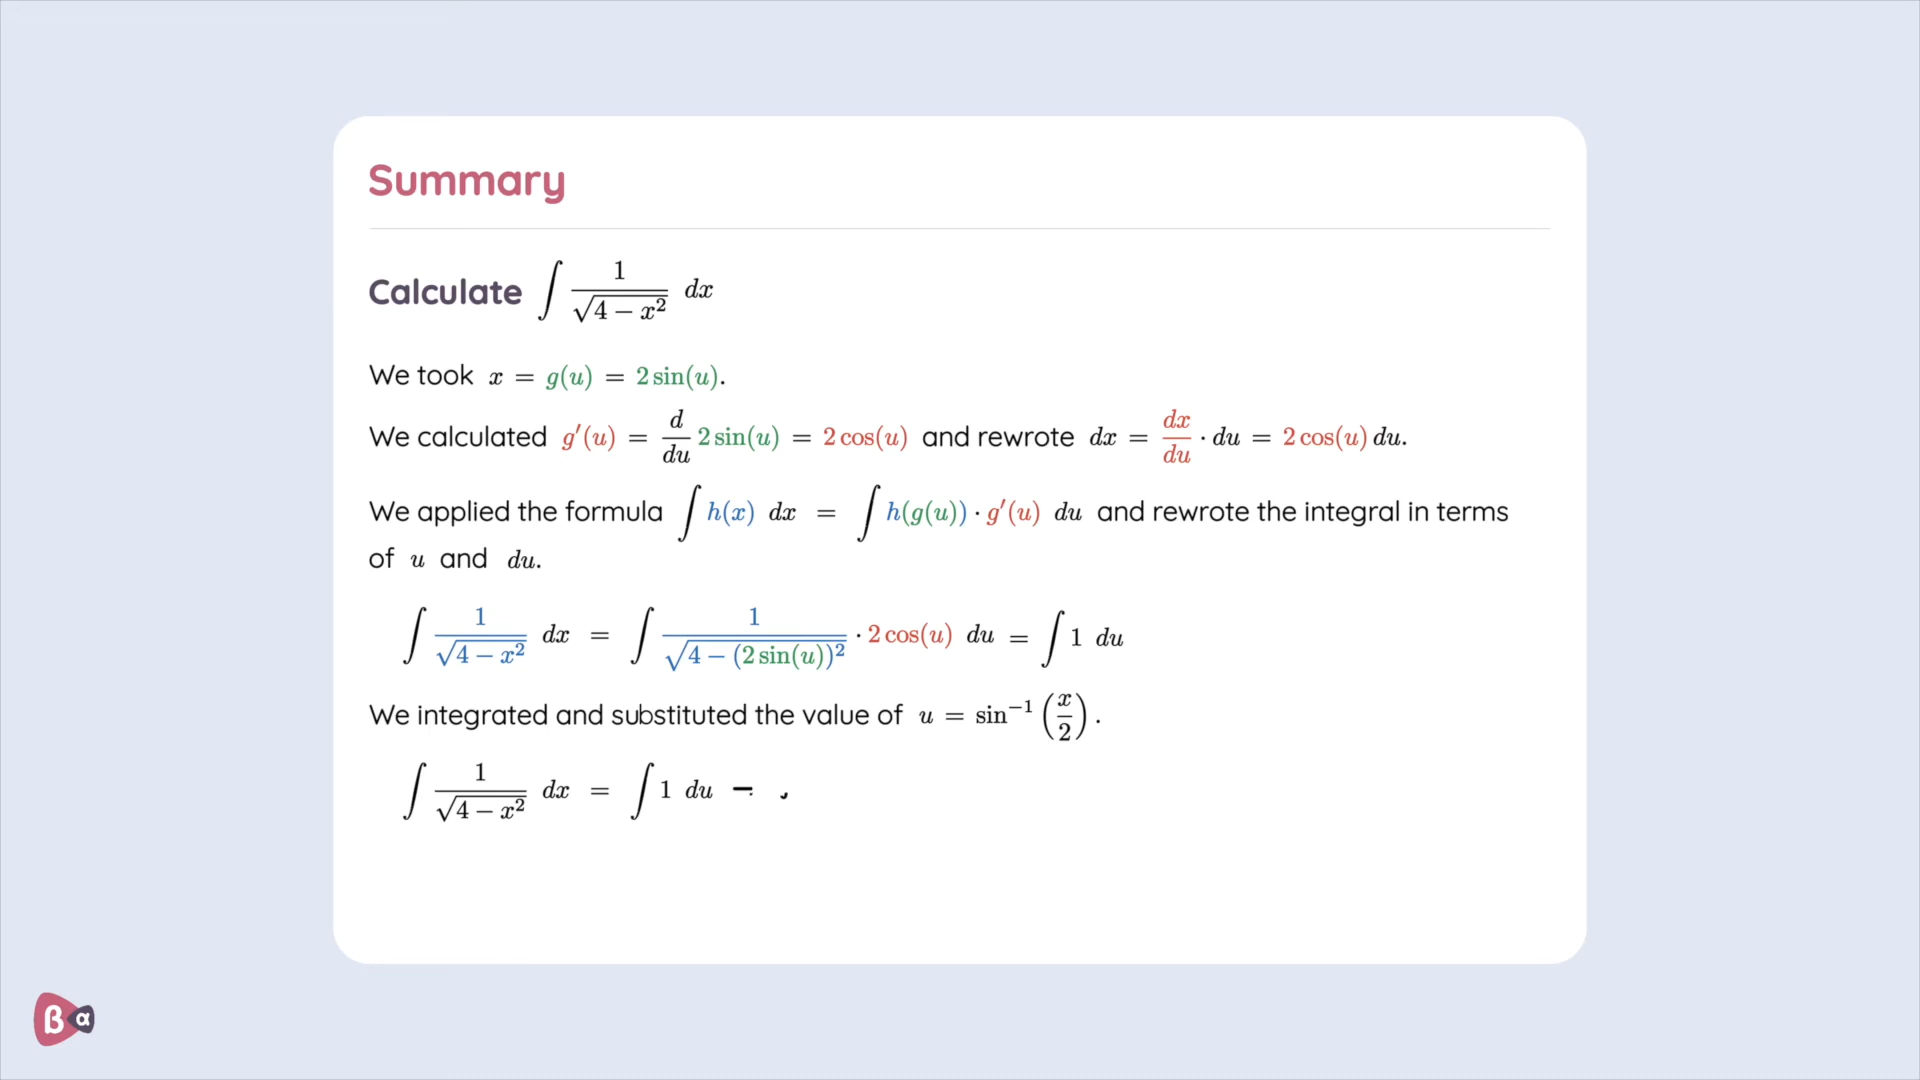 Summary
Calculate ∫ 1/√(4 − x²) dx
We took x = g(u) = 2 sin(u).
We calculated g′(u) = d/du 2 sin(u) = 2 cos(u) and rewrote dx = dx/du · du = 2 cos(u) du.
We applied the formula ∫ h(x) dx = ∫ h(g(u)) · g′(u) du and rewrote the integral in terms
of u and du.
∫ 1/√(4 − x²) dx = ∫ 1/√(4 − (2 sin(u))²) · 2 cos(u) du = ∫ 1 du
We integrated and substituted the value of u = sin⁻¹(x/2).
∫ 1/√(4 − x²) dx = ∫ 1 du
β α